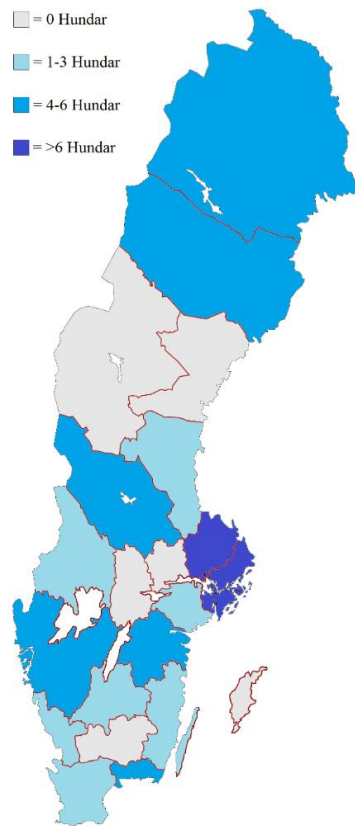 = 0 Hundar
= 1-3 Hundar
= 4-6 Hundar
= >6 Hundar